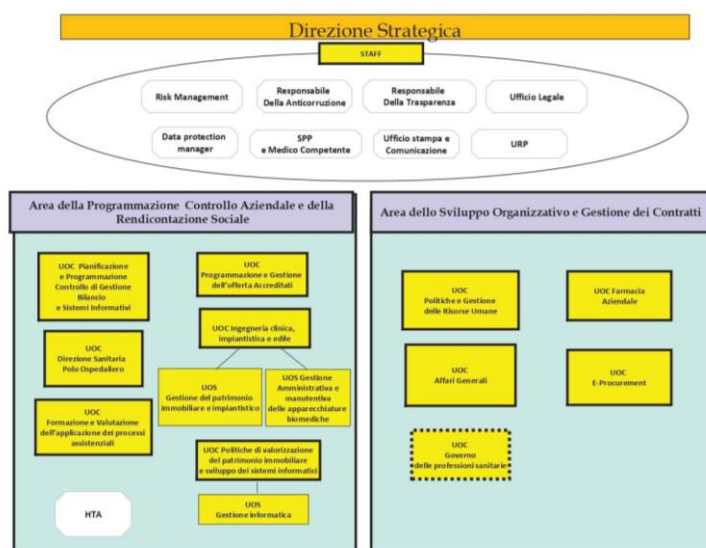 Direzione Strategica
STAFF
Risk Management
Responsabile
Della Anticorruzione
Responsabile
Della Trasparenza
Ufficio Legale
Data protection
manager
SPP
e Medico Competente
Ufficio stampa e
Comunicazione
URP
Area della Programmazione Controllo Aziendale e della
Rendicontazione Sociale
UOC Pianificazione
e Programmazione
Controllo di Gestione
Bilancio
e Sistemi Informativi
UOC
Programmazione e Gestione
dell'offerta Accreditati
UOC Ingegneria clinica,
impiantistica e edile
UOC
Direzione Sanitaria
Polo Ospedaliero
UOS
Gestione del patrimonio
immobiliare e impiantistico
UOS Gestione
Amministrativa e
manutentiva
delle apparecchiature
biomediche
UOC
Formazione e Valutazione
dell'applicazione dei processi
assistenziali
UOC Politiche di valorizzazione
del patrimonio immobiliare
e sviluppo dei sistemi informatici
HTA
UOS
Gestione informatica
Area dello Sviluppo Organizzativo e Gestione dei Contratti
UOC
Politiche e Gestione
delle Risorse Umane
UOC Farmacia
Aziendale
UOC
Affari Generali
UOC
E-Procurement
UOC
Governo
delle professioni sanitarie